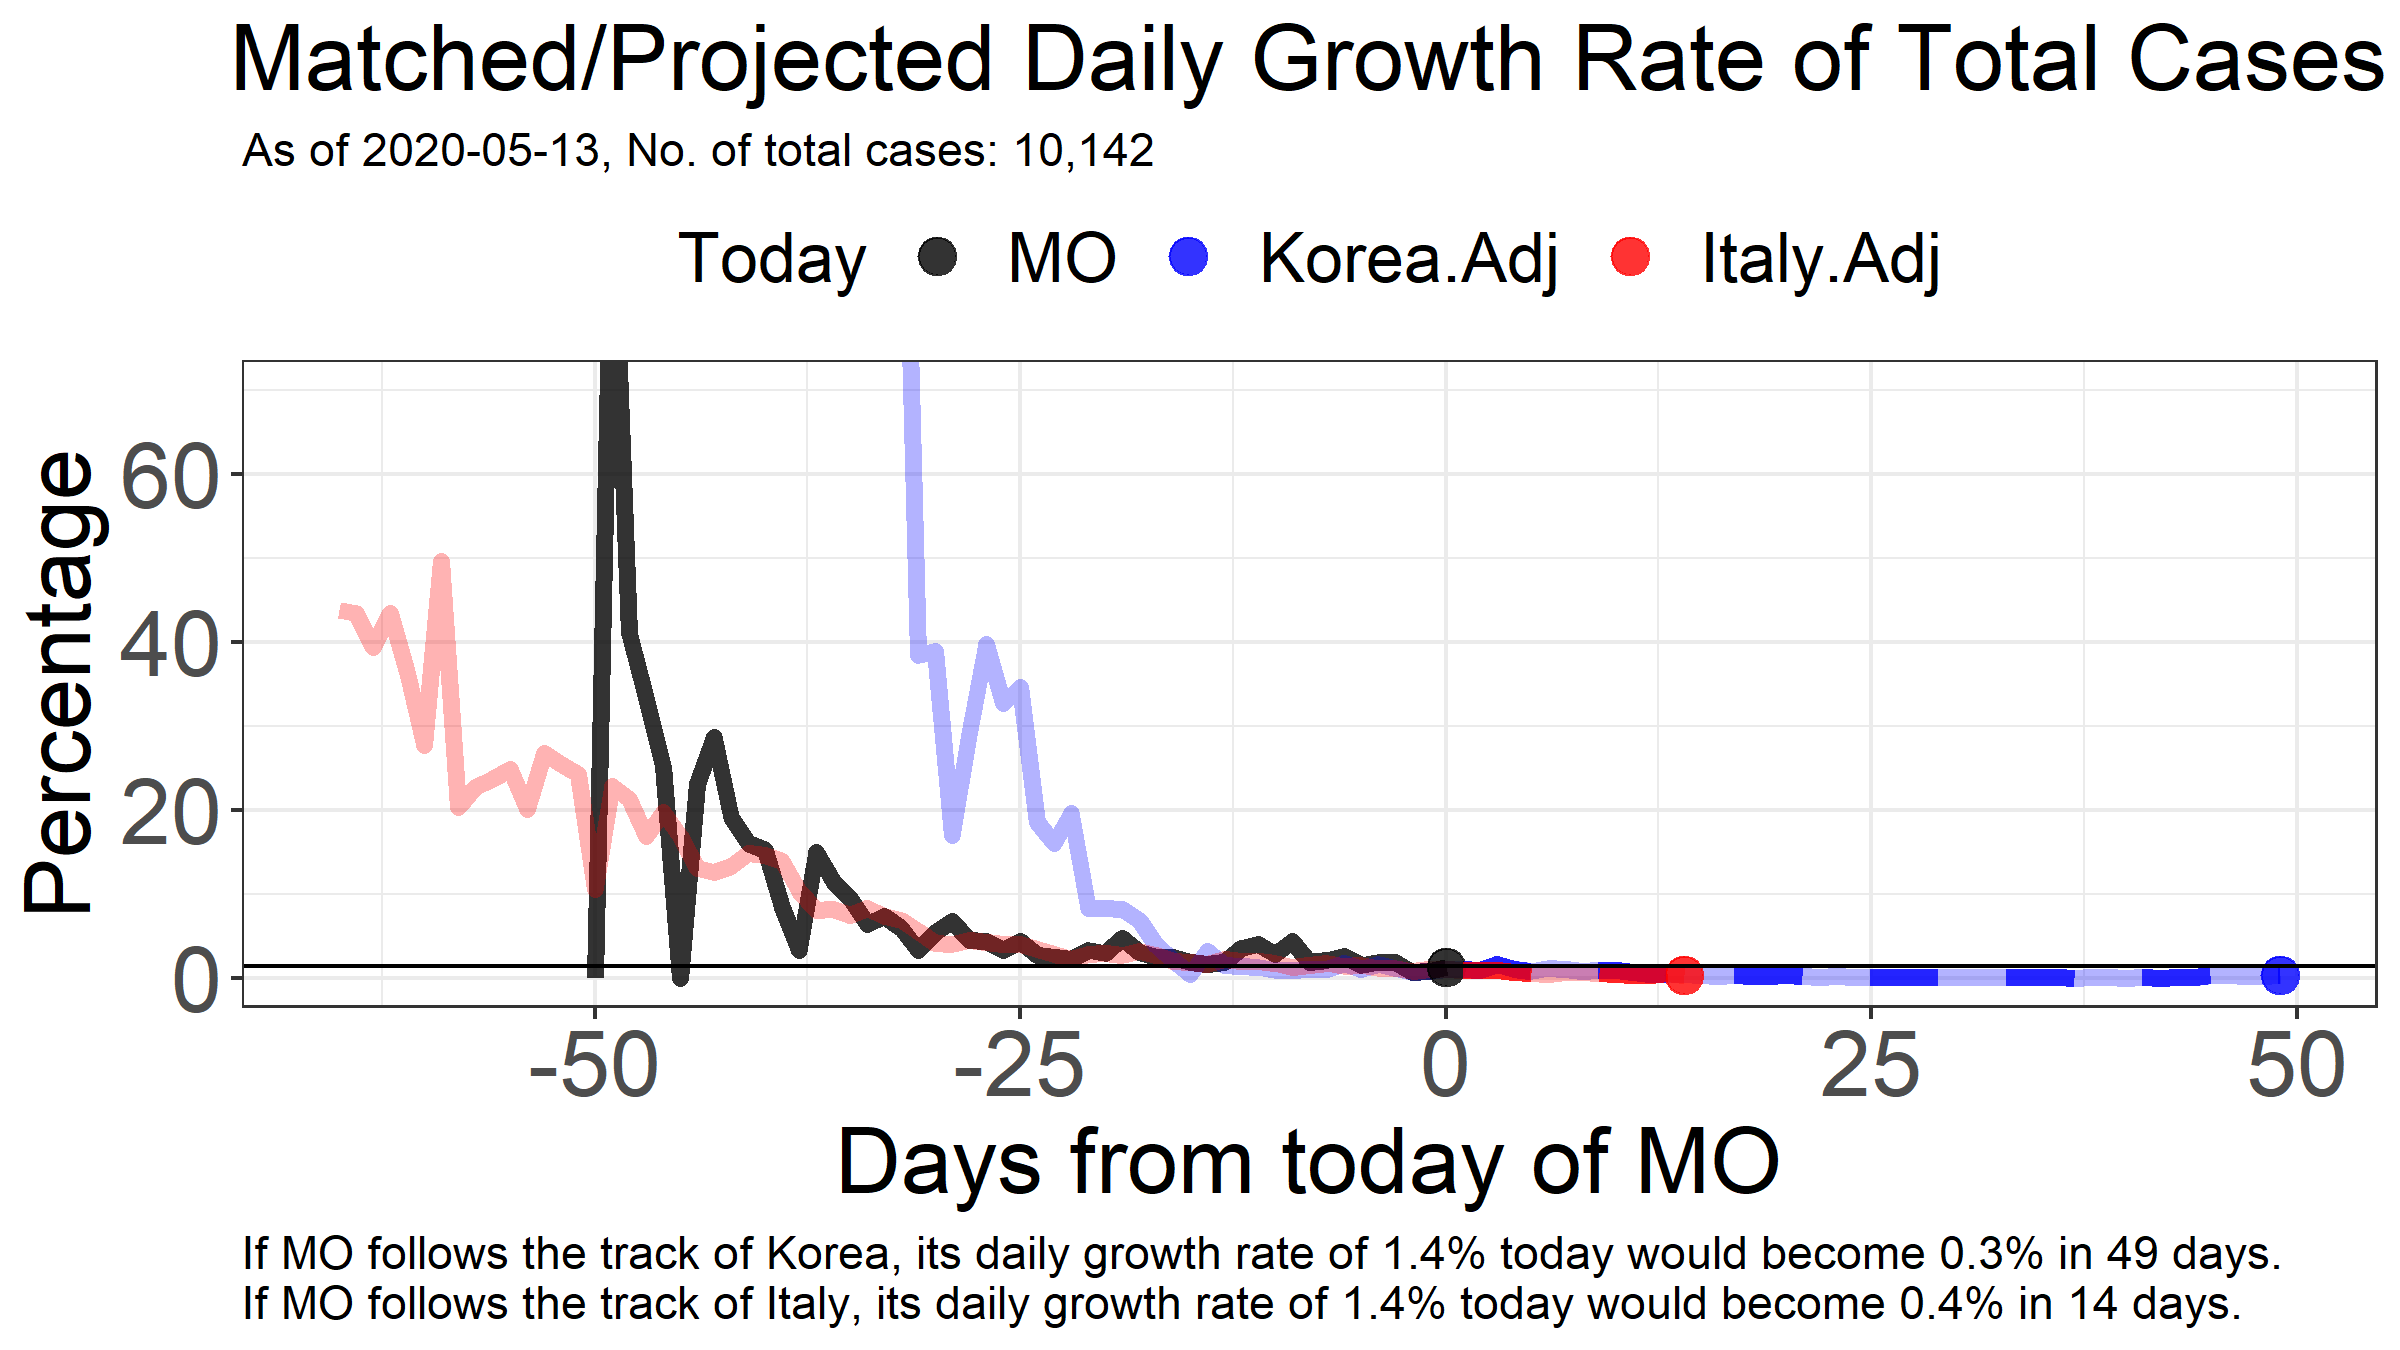 Matched/Projected Daily Growth Rate of Total Cases
As of 2020-05-13, No. of total cases: 10,142
Today MO Korea.Adj Italy.Adj
Percentage
60
40
20
0
-50 -25 0 25 50
Days from today of MO
If MO follows the track of Korea, its daily growth rate of 1.4% today would become 0.3% in 49 days.
If MO follows the track of Italy, its daily growth rate of 1.4% today would become 0.4% in 14 days.